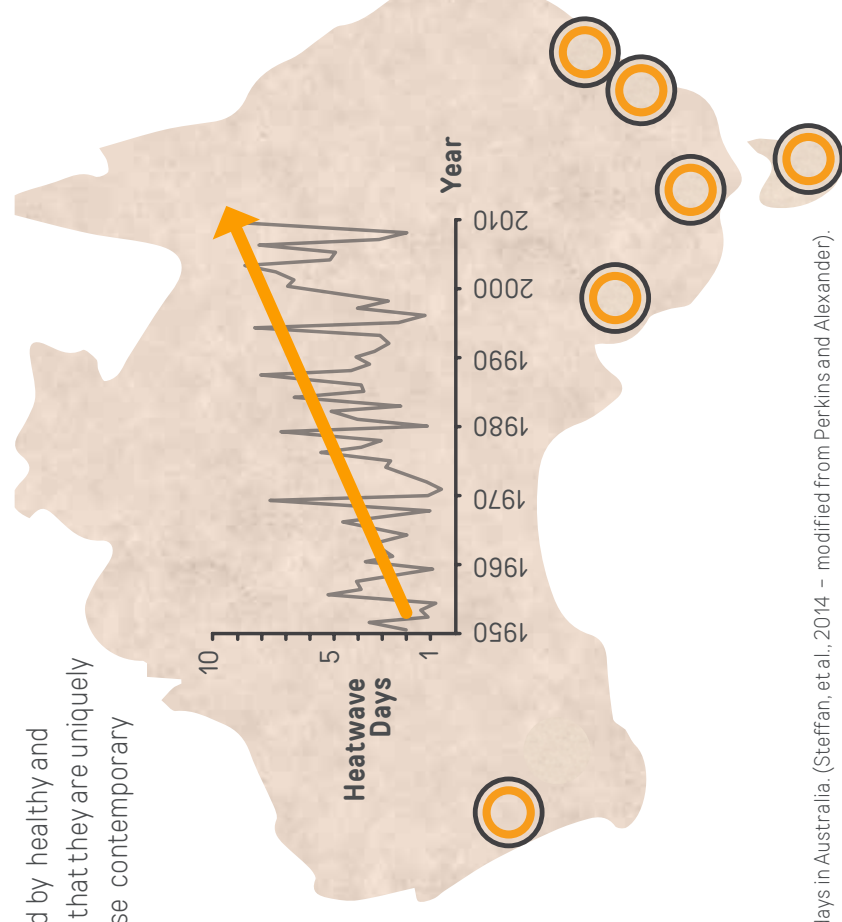 d by healthy and
that they are uniquely
se contemporary
Heatwave
Days
10
5
1
1950
1960
1970
1980
1990
2000
2010
Year
lays in Australia. (Steffan, et al., 2014 – modified from Perkins and Alexander).